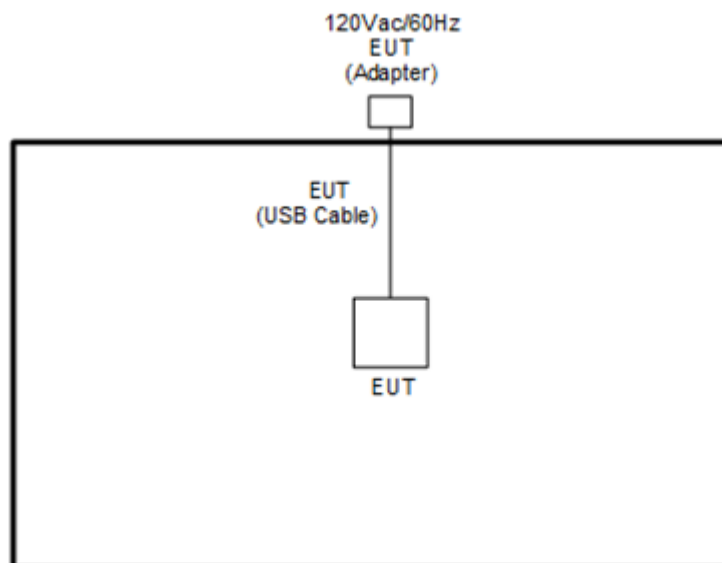 120Vac/60Hz
EUT
(Adapter)
EUT
(USB Cable)
EUT